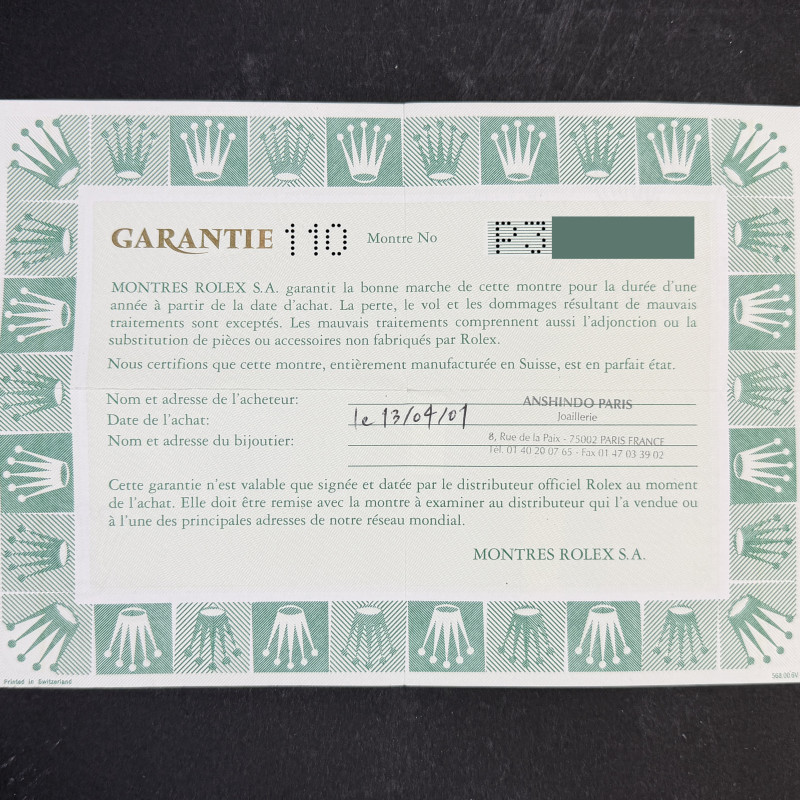 GARANTIE 110 Montre No P3
MONTRES ROLEX S.A. garantit la bonne marche de cette montre pour la durée d'une
année à partir de la date d'achat. La perte, le vol et les dommages résultant de mauvais
traitements sont exceptés. Les mauvais traitements comprennent aussi l'adjonction ou la
substitution de pièces ou accessoires non fabriqués par Rolex.
Nous certifions que cette montre, entièrement manufacturée en Suisse, est en parfait état.
Nom et adresse de l'acheteur:
ANSHINDO PARIS
Joaillerie
Date de l'achat: le 13/04/01
Nom et adresse du bijoutier:
8, Rue de la Paix - 75002 PARIS FRANCE
Tél. 01 40 20 07 65 - Fax 01 47 03 39 02
Cette garantie n'est valable que signée et datée par le distributeur officiel Rolex au moment
de l'achat. Elle doit être remise avec la montre à examiner au distributeur qui l'a vendue ou
à l'une des principales adresses de notre réseau mondial.
MONTRES ROLEX S.A.
Printed in Switzerland